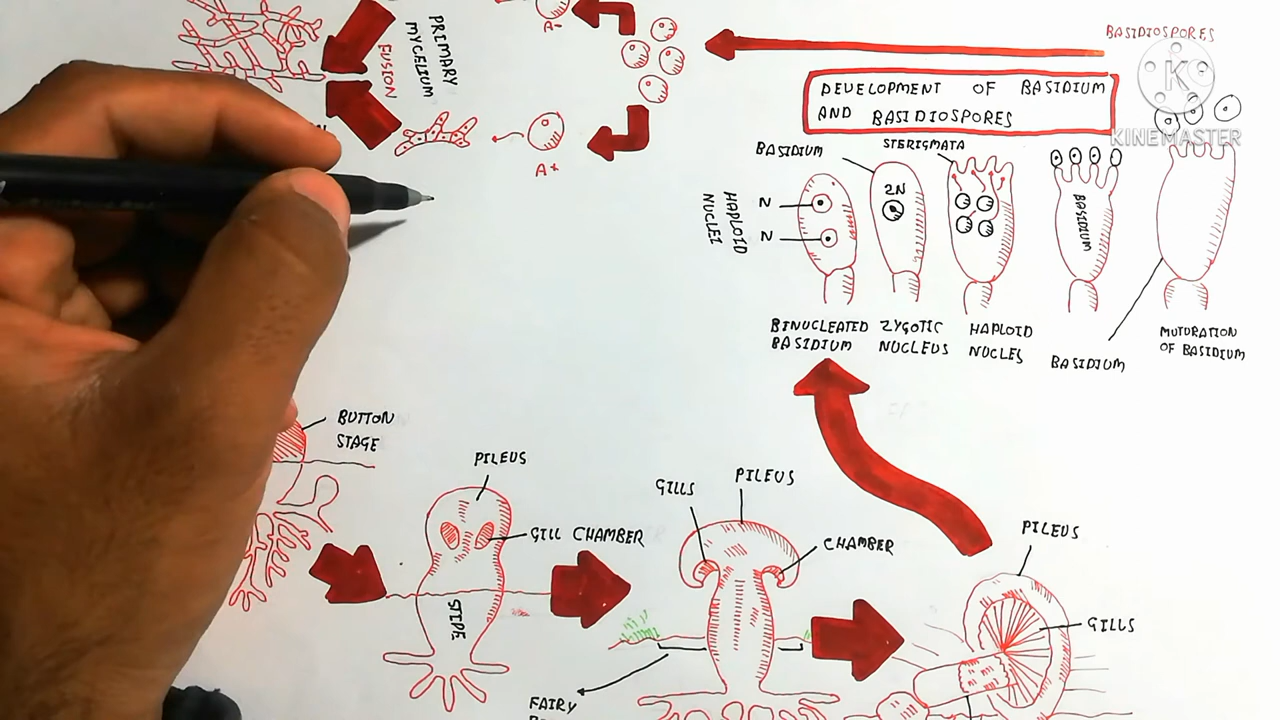 BASIDIOSPORES
K
KINEMASTER
DEVELOPMENT OF BASIDIUM
AND BASIDIOSPORES
PRIMARY
MYCELIUM
FUSION
A-
A+
BASIDIUM
STERIGMATA
N
N
HAPLOID
NUCLEI
2N
BASIDIUM
BINUCLEATED
BASIDIUM
ZYGOTIC
NUCLEUS
HAPLOID
NUCLES
BASIDIUM
MUTURATION
OF BASIDIUM
BUTTON
STAGE
PILEUS
GILL CHAMBER
STIPE
GILLS
PILEUS
CHAMBER
FAIRY
PILEUS
GILLS